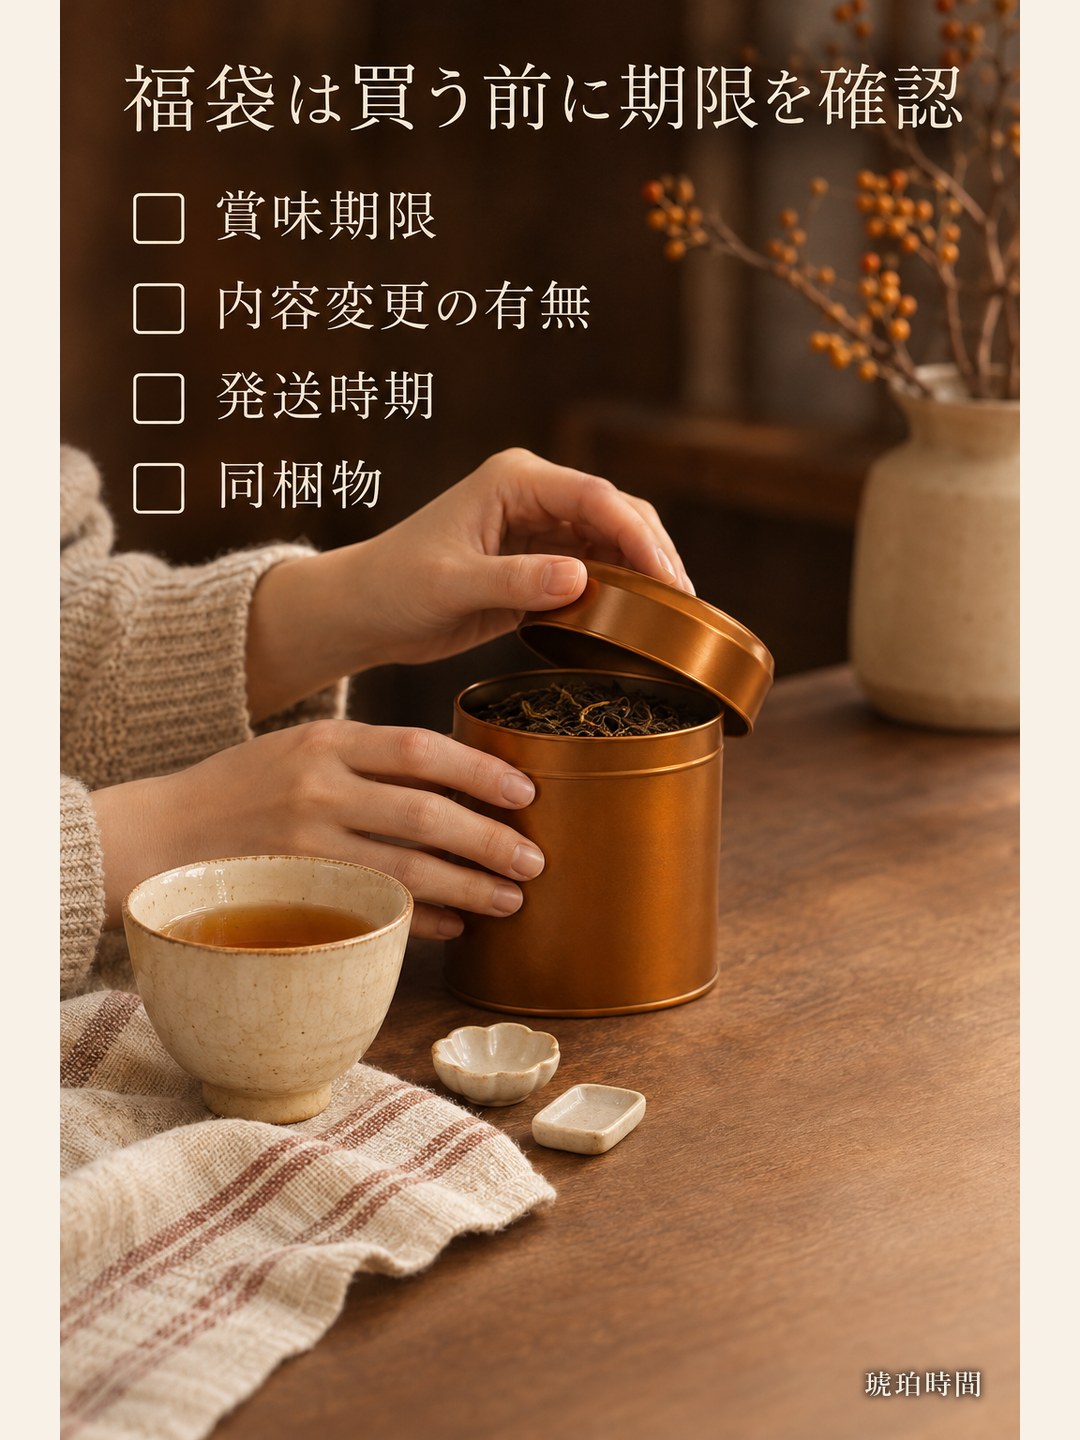 福袋は買う前に期限を確認
賞味期限
内容変更の有無
発送時期
同梱物
琥珀時間